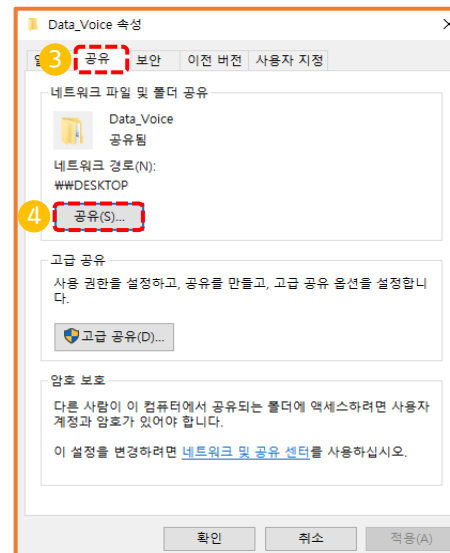 Data_Voice 속성
3 공유 보안 이전 버전 사용자 지정
네트워크 파일 및 폴더 공유
Data_Voice
공유됨
네트워크 경로(N):
₩₩DESKTOP
4 공유(S)...
고급 공유
사용 권한을 설정하고, 공유를 만들고, 고급 공유 옵션을 설정합니
다.
고급 공유(D)...
암호 보호
다른 사람이 이 컴퓨터에서 공유되는 폴더에 액세스하려면 사용자
계정과 암호가 있어야 합니다.
이 설정을 변경하려면 네트워크 및 공유 센터를 사용하십시오.
확인 취소 적용(A)